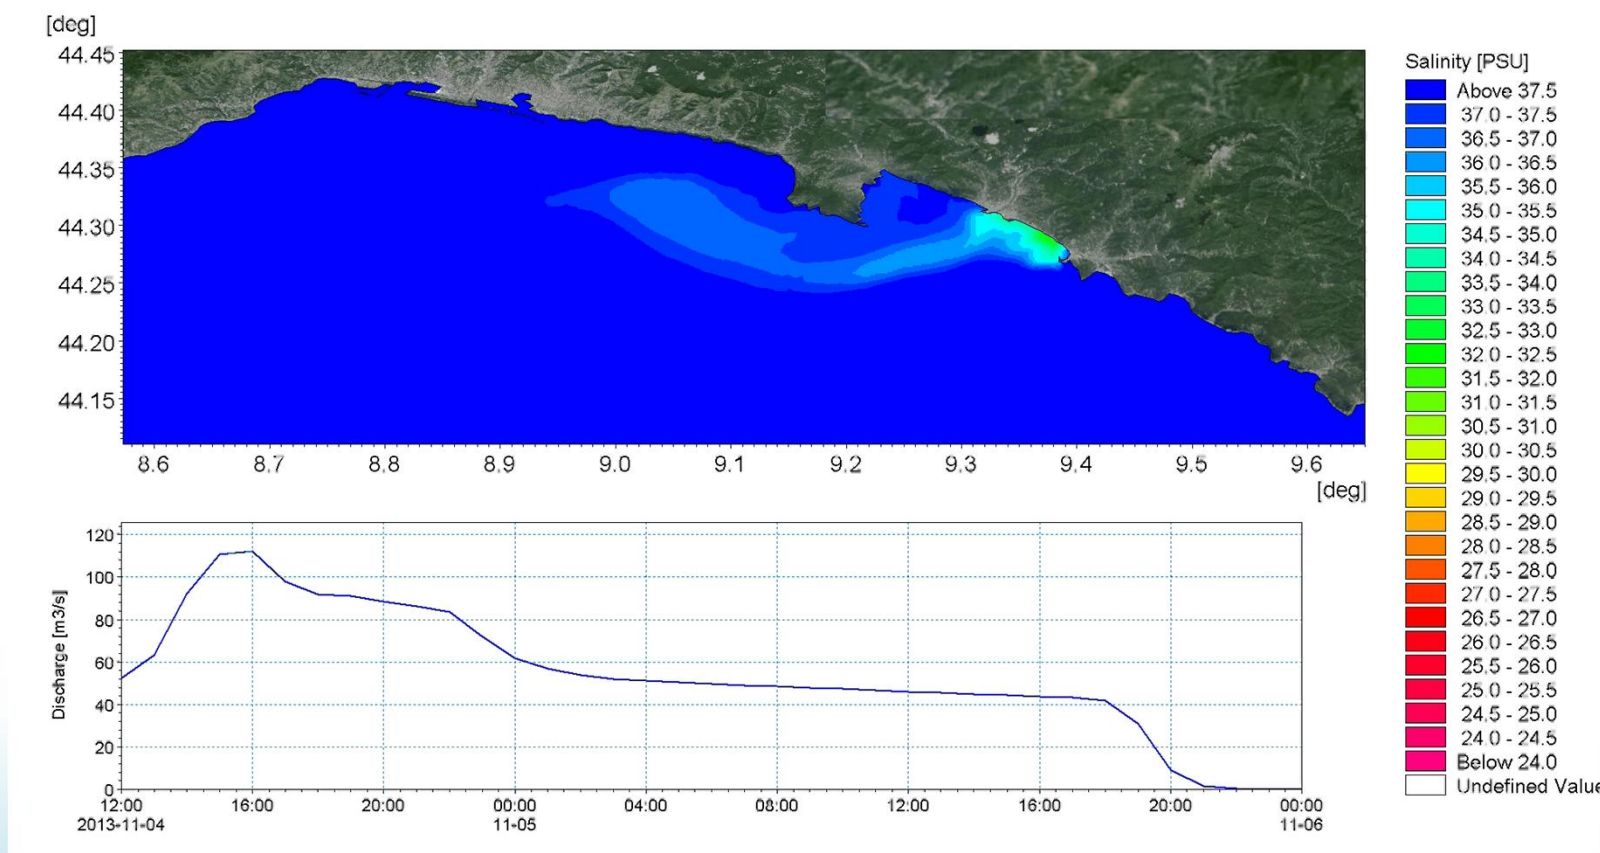 [deg]
44.45
44.40
44.35
44.30
44.25
44.20
44.15
8.6 8.7 8.8 8.9 9.0 9.1 9.2 9.3 9.4 9.5 9.6
[deg]
Salinity [PSU]
Above 37.5
37.0 - 37.5
36.5 - 37.0
36.0 - 36.5
35.5 - 36.0
35.0 - 35.5
34.5 - 35.0
34.0 - 34.5
33.5 - 34.0
33.0 - 33.5
32.5 - 33.0
32.0 - 32.5
31.5 - 32.0
31.0 - 31.5
30.5 - 31.0
30.0 - 30.5
29.5 - 30.0
29.0 - 29.5
28.5 - 29.0
28.0 - 28.5
27.5 - 28.0
27.0 - 27.5
26.5 - 27.0
26.0 - 26.5
25.5 - 26.0
25.0 - 25.5
24.5 - 25.0
24.0 - 24.5
Below 24.0
Undefined Value
Discharge [m3/s]
120
100
80
60
40
20
0
12:00 16:00 20:00 00:00 04:00 08:00 12:00 16:00 20:00 00:00
2013-11-04 11-05 11-06